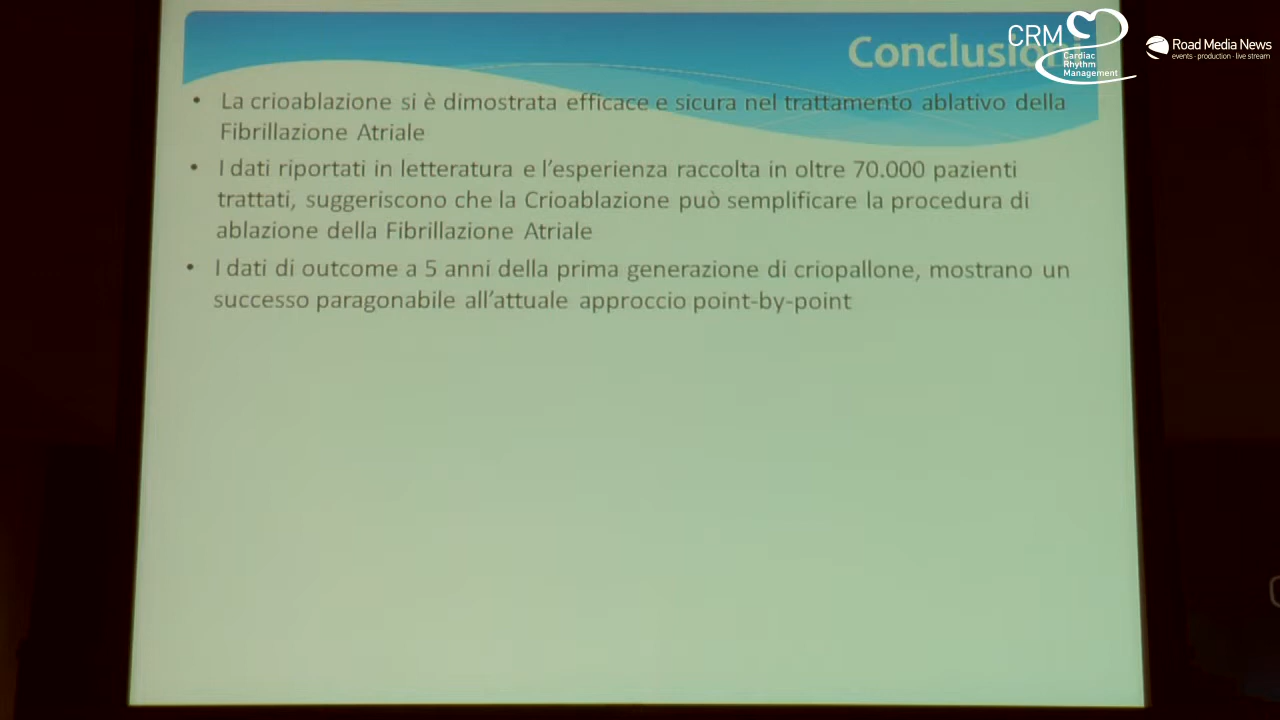 Conclusioni
CRM
Cardiac
Rhythm
Management
Road Media News
events - production - live stream
• La crioablazione si è dimostrata efficace e sicura nel trattamento ablativo della
Fibrillazione Atriale
• I dati riportati in letteratura e l'esperienza raccolta in oltre 70.000 pazienti
trattati, suggeriscono che la Crioablazione può semplificare la procedura di
ablazione della Fibrillazione Atriale
• I dati di outcome a 5 anni della prima generazione di criopallone, mostrano un
successo paragonabile all'attuale approccio point-by-point